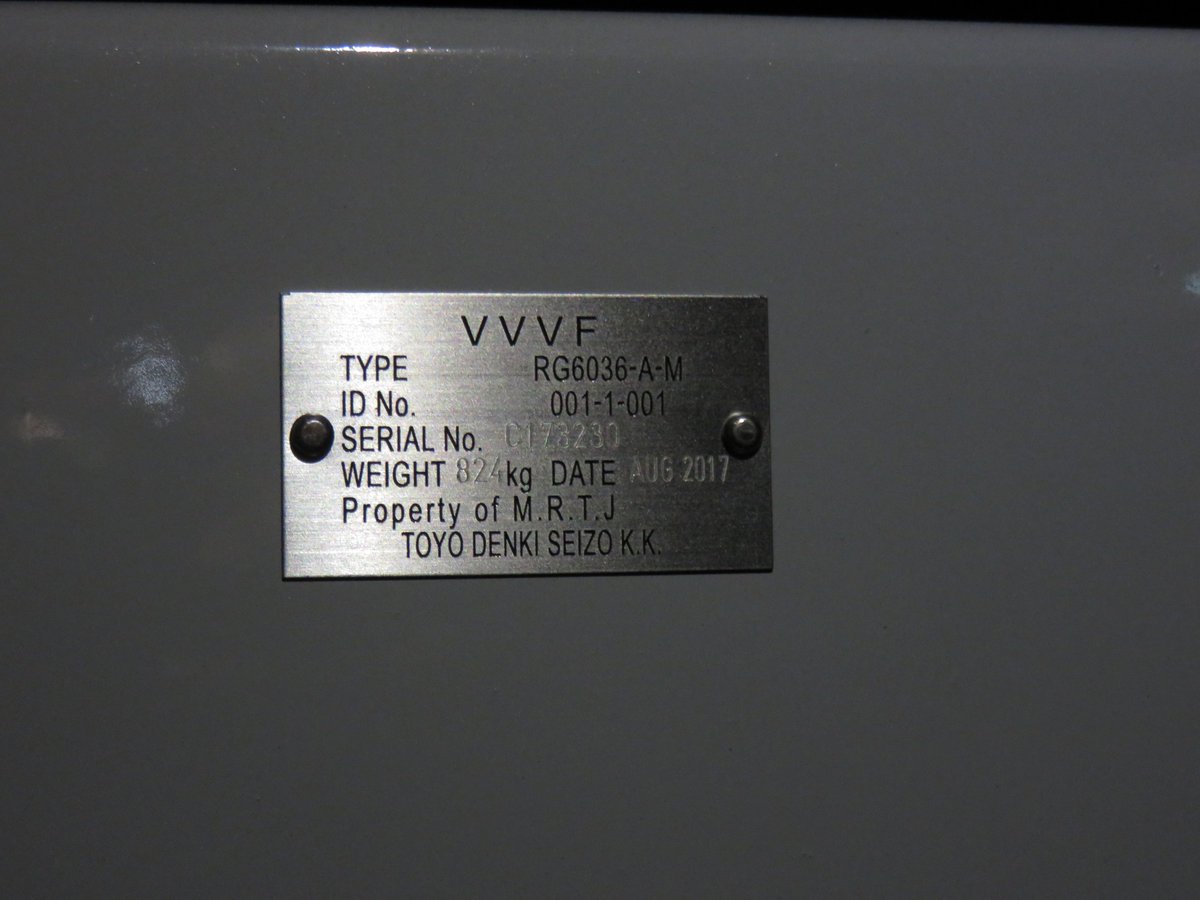 VVVF
TYPE RG6036-A-M
ID No. 001-1-001
SERIAL No. C173230
WEIGHT 824kg DATE AUG 2017
Property of M.R.T.J
TOYO DENKI SEIZO K.K.